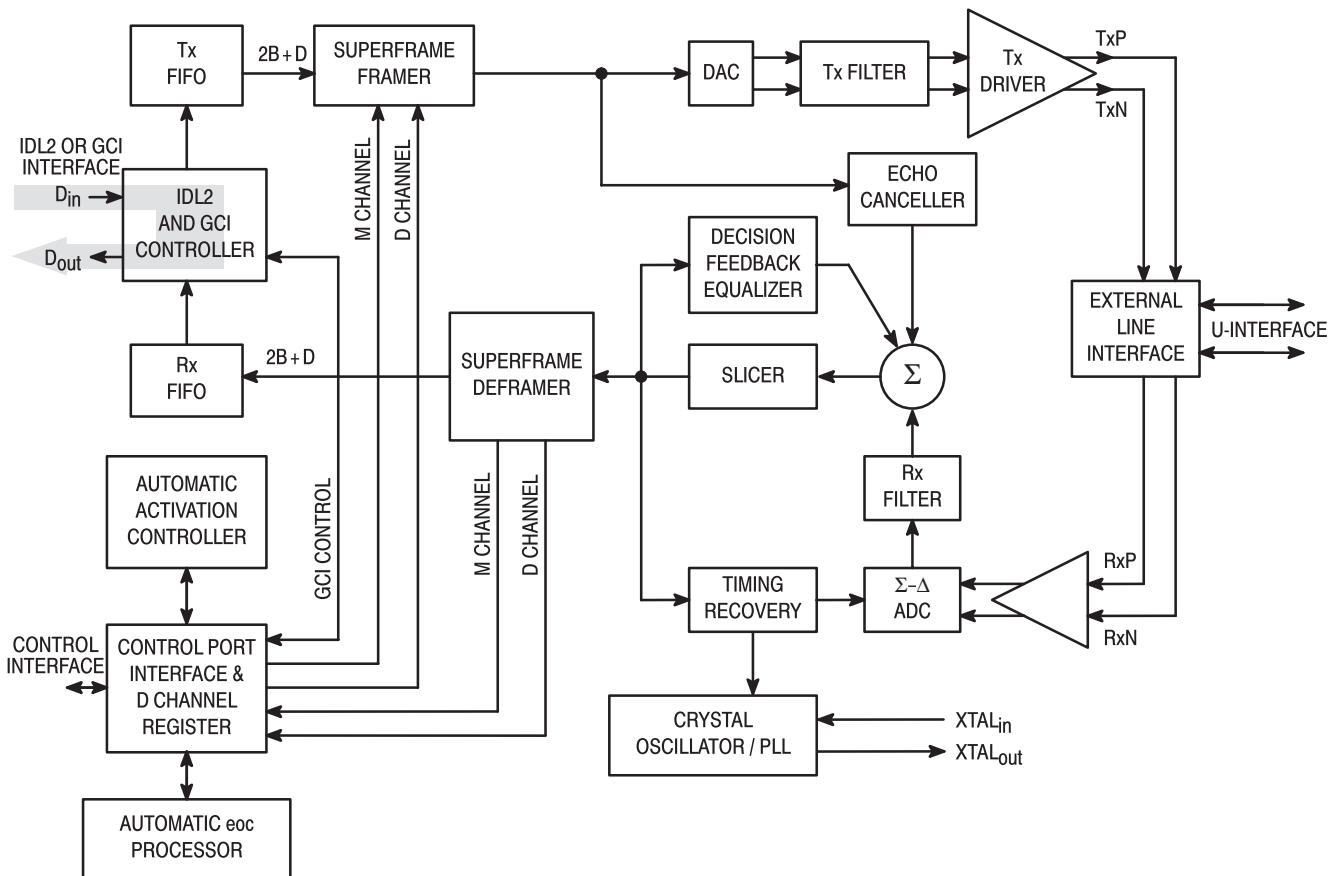 Tx
FIFO
2B+D
SUPERFRAME
FRAMER
DAC
Tx FILTER
Tx
DRIVER
TxP
TxN
IDL2 OR GCI
INTERFACE
Din
Dout
IDL2
AND GCI
CONTROLLER
M CHANNEL
D CHANNEL
ECHO
CANCELLER
DECISION
FEEDBACK
EQUALIZER
EXTERNAL
LINE
INTERFACE
U-INTERFACE
Rx
FIFO
2B+D
SUPERFRAME
DEFRAMER
SLICER
Σ
AUTOMATIC
ACTIVATION
CONTROLLER
GCI CONTROL
M CHANNEL
D CHANNEL
Rx
FILTER
TIMING
RECOVERY
Σ–Δ
ADC
RxP
RxN
CONTROL
INTERFACE
CONTROL PORT
INTERFACE &
D CHANNEL
REGISTER
CRYSTAL
OSCILLATOR / PLL
XTALin
XTALout
AUTOMATIC eoc
PROCESSOR